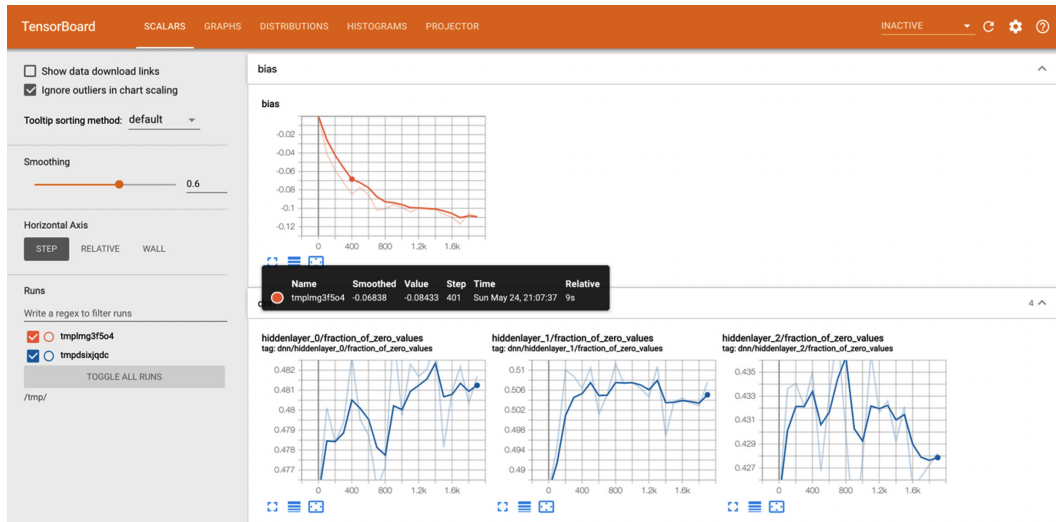 TensorBoard SCALARS GRAPHS DISTRIBUTIONS HISTOGRAMS PROJECTOR INACTIVE
Show data download links
Ignore outliers in chart scaling
Tooltip sorting method: default
Smoothing
0.6
Horizontal Axis
STEP RELATIVE WALL
Runs
Write a regex to filter runs
tmplmg3f5o4
tmpdsixjqdc
TOGGLE ALL RUNS
/tmp/
bias
bias
-0.02
-0.04
-0.06
-0.08
-0.1
-0.12
0 400 800 1.2k 1.6k
Name Smoothed Value Step Time Relative
tmplmg3f5o4 -0.06838 -0.08433 401 Sun May 24, 21:07:37 9s
4
hiddenlayer_0/fraction_of_zero_values
tag: dnn/hiddenlayer_0/fraction_of_zero_values
0.482
0.481
0.48
0.479
0.478
0.477
0 400 800 1.2k 1.6k
hiddenlayer_1/fraction_of_zero_values
tag: dnn/hiddenlayer_1/fraction_of_zero_values
0.51
0.506
0.502
0.498
0.494
0.49
0 400 800 1.2k 1.6k
hiddenlayer_2/fraction_of_zero_values
tag: dnn/hiddenlayer_2/fraction_of_zero_values
0.435
0.433
0.431
0.429
0.427
0 400 800 1.2k 1.6k